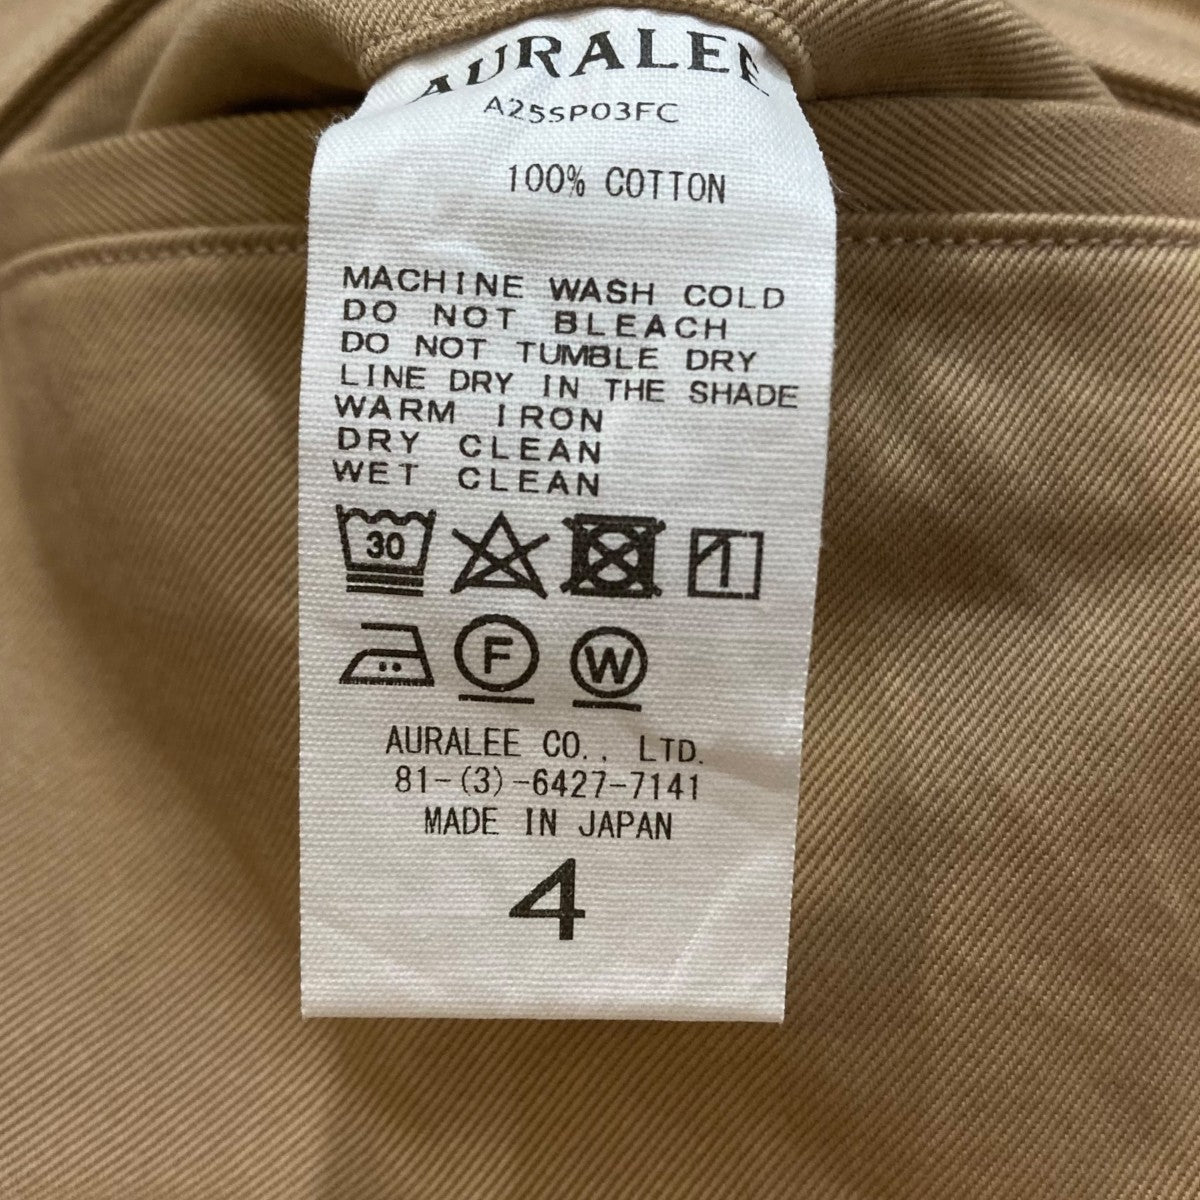 AURALEE
A25SP03FC
100% COTTON
MACHINE WASH COLD
DO NOT BLEACH
DO NOT TUMBLE DRY
LINE DRY IN THE SHADE
WARM IRON
DRY CLEAN
WET CLEAN
30
F W
AURALEE CO., LTD.
81-(3)-6427-7141
MADE IN JAPAN
4